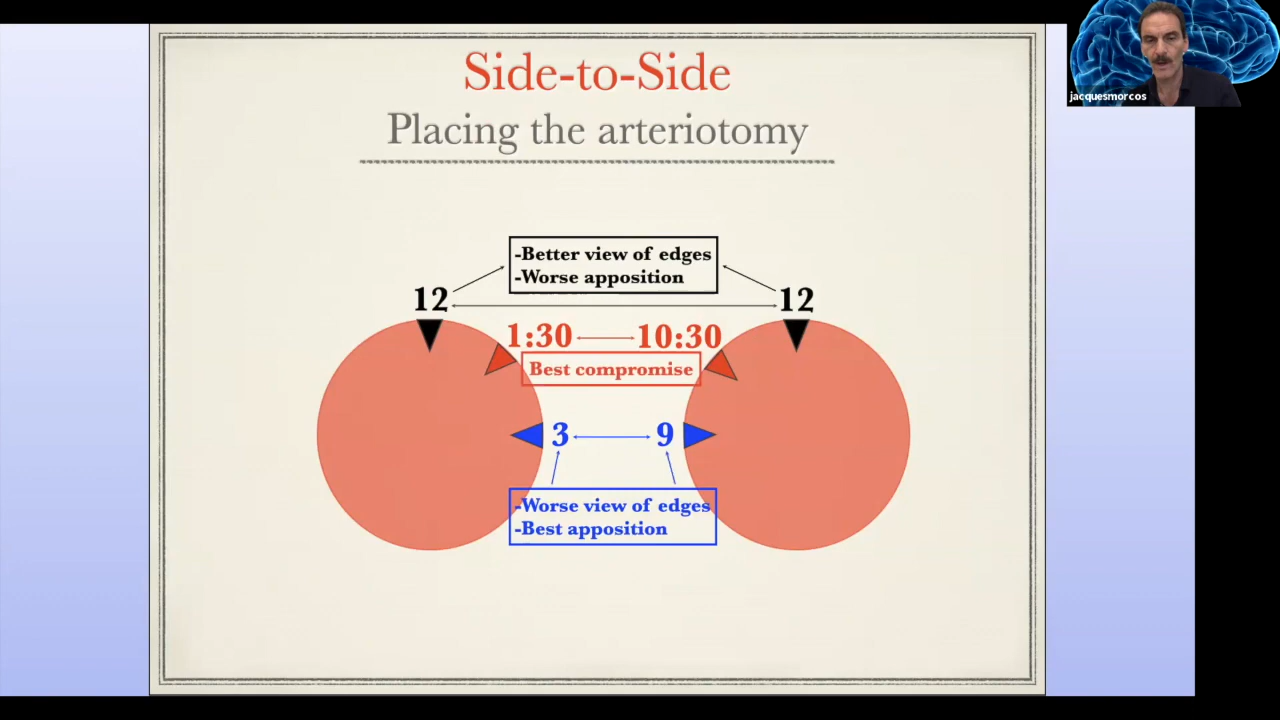 jacquesmorcos
Side-to-Side
Placing the arteriotomy
-Better view of edges
-Worse apposition
12 12
1:30 10:30
Best compromise
3 9
-Worse view of edges
-Best apposition